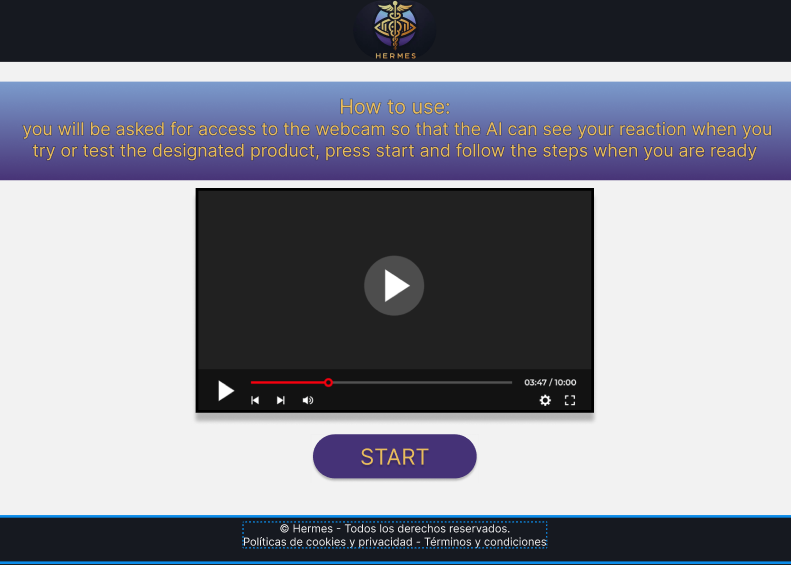 HERMES
How to use:
you will be asked for access to the webcam so that the AI can see your reaction when you
try or test the designated product, press start and follow the steps when you are ready
03:47 / 10:00
START
© Hermes - Todos los derechos reservados.
Políticas de cookies y privacidad - Términos y condiciones